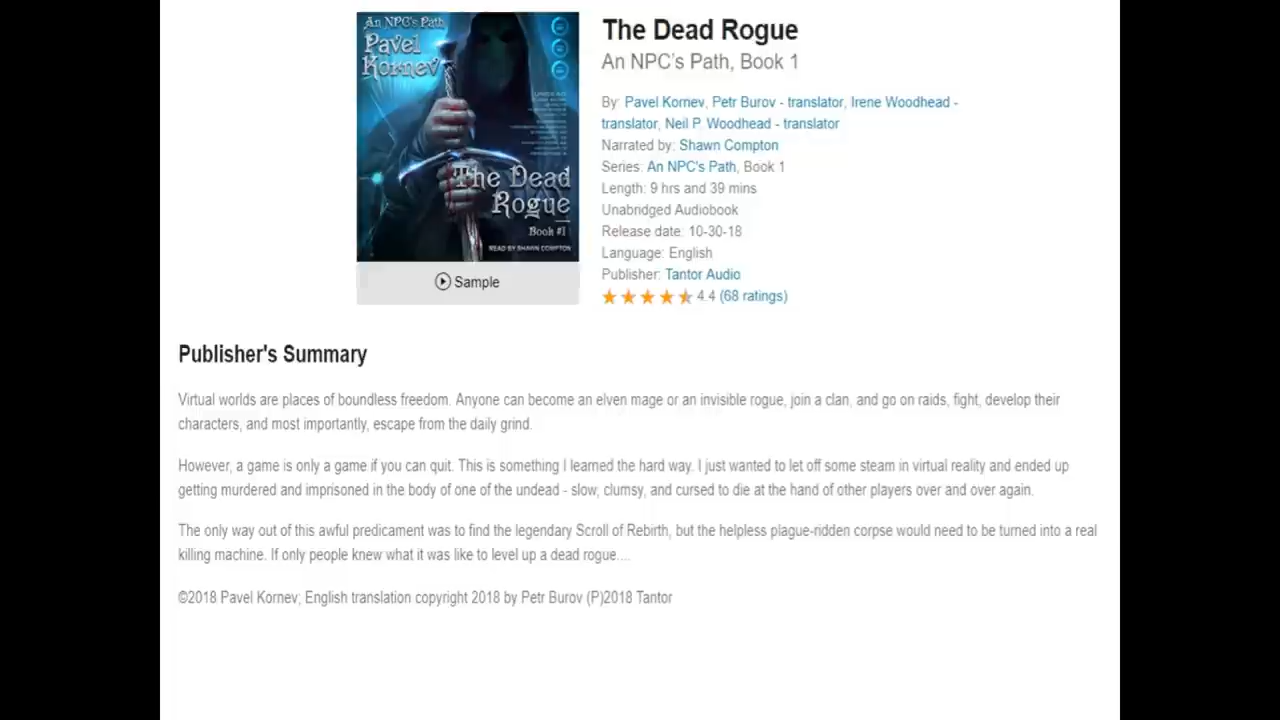 An NPC's Path
Pavel
Kornev
The Dead
Rogue
Book #1
READ BY SHAWN COMPTON
Sample
The Dead Rogue
An NPC's Path, Book 1
By: Pavel Kornev, Petr Burov - translator, Irene Woodhead -
translator, Neil P. Woodhead - translator
Narrated by: Shawn Compton
Series: An NPC's Path, Book 1
Length: 9 hrs and 39 mins
Unabridged Audiobook
Release date: 10-30-18
Language: English
Publisher: Tantor Audio
4.4 (68 ratings)
Publisher's Summary
Virtual worlds are places of boundless freedom. Anyone can become an elven mage or an invisible rogue, join a clan, and go on raids, fight, develop their
characters, and most importantly, escape from the daily grind.
However, a game is only a game if you can quit. This is something I learned the hard way. I just wanted to let off some steam in virtual reality and ended up
getting murdered and imprisoned in the body of one of the undead - slow, clumsy, and cursed to die at the hand of other players over and over again.
The only way out of this awful predicament was to find the legendary Scroll of Rebirth, but the helpless plague-ridden corpse would need to be turned into a real
killing machine. If only people knew what it was like to level up a dead rogue....
©2018 Pavel Kornev; English translation copyright 2018 by Petr Burov (P)2018 Tantor